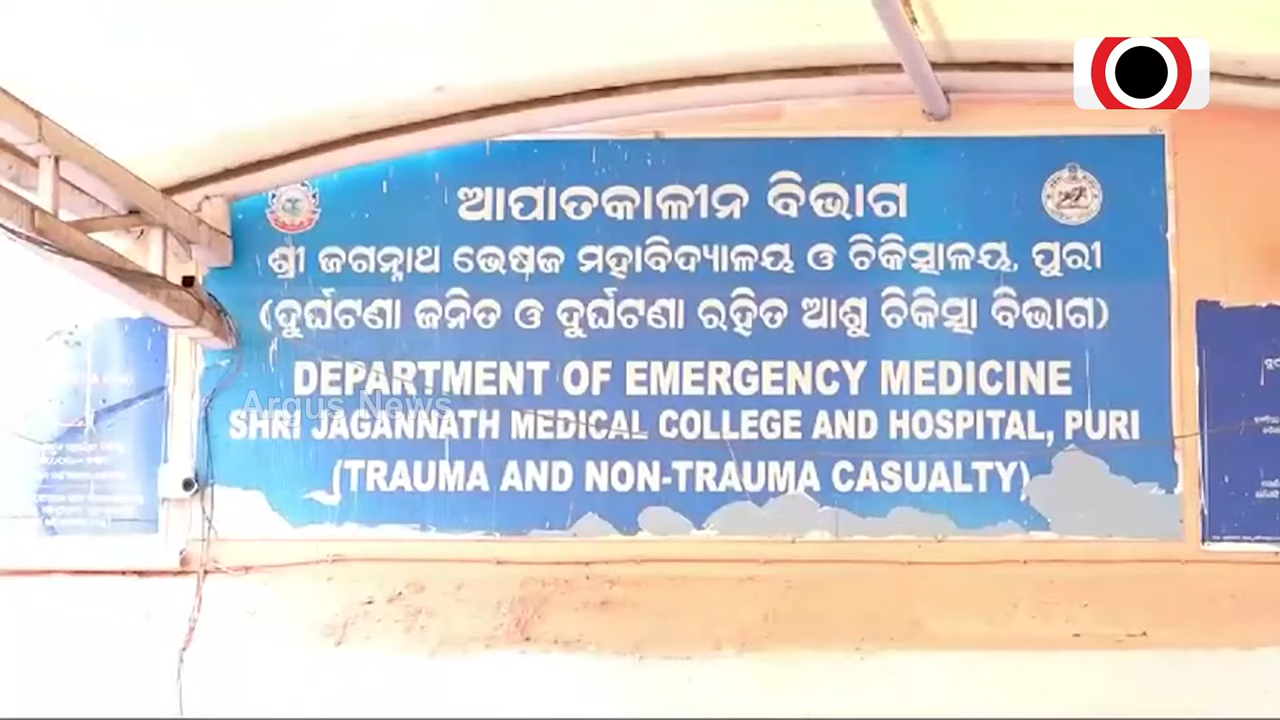 ଆପାତକାଳୀନ ବିଭାଗ
ଶ୍ରୀ ଜଗନ୍ନାଥ ଭେଷଜ ମହାବିଦ୍ୟାଳୟ ଓ ଚିକିତ୍ସାଳୟ, ପୁରୀ
(ଦୁର୍ଘଟଣା ଜନିତ ଓ ଦୁର୍ଘଟଣା ରହିତ ଆଶୁ ଚିକିତ୍ସା ବିଭାଗ)
DEPARTMENT OF EMERGENCY MEDICINE
Argus News
SHRI JAGANNATH MEDICAL COLLEGE AND HOSPITAL, PURI
(TRAUMA AND NON-TRAUMA CASUALTY)